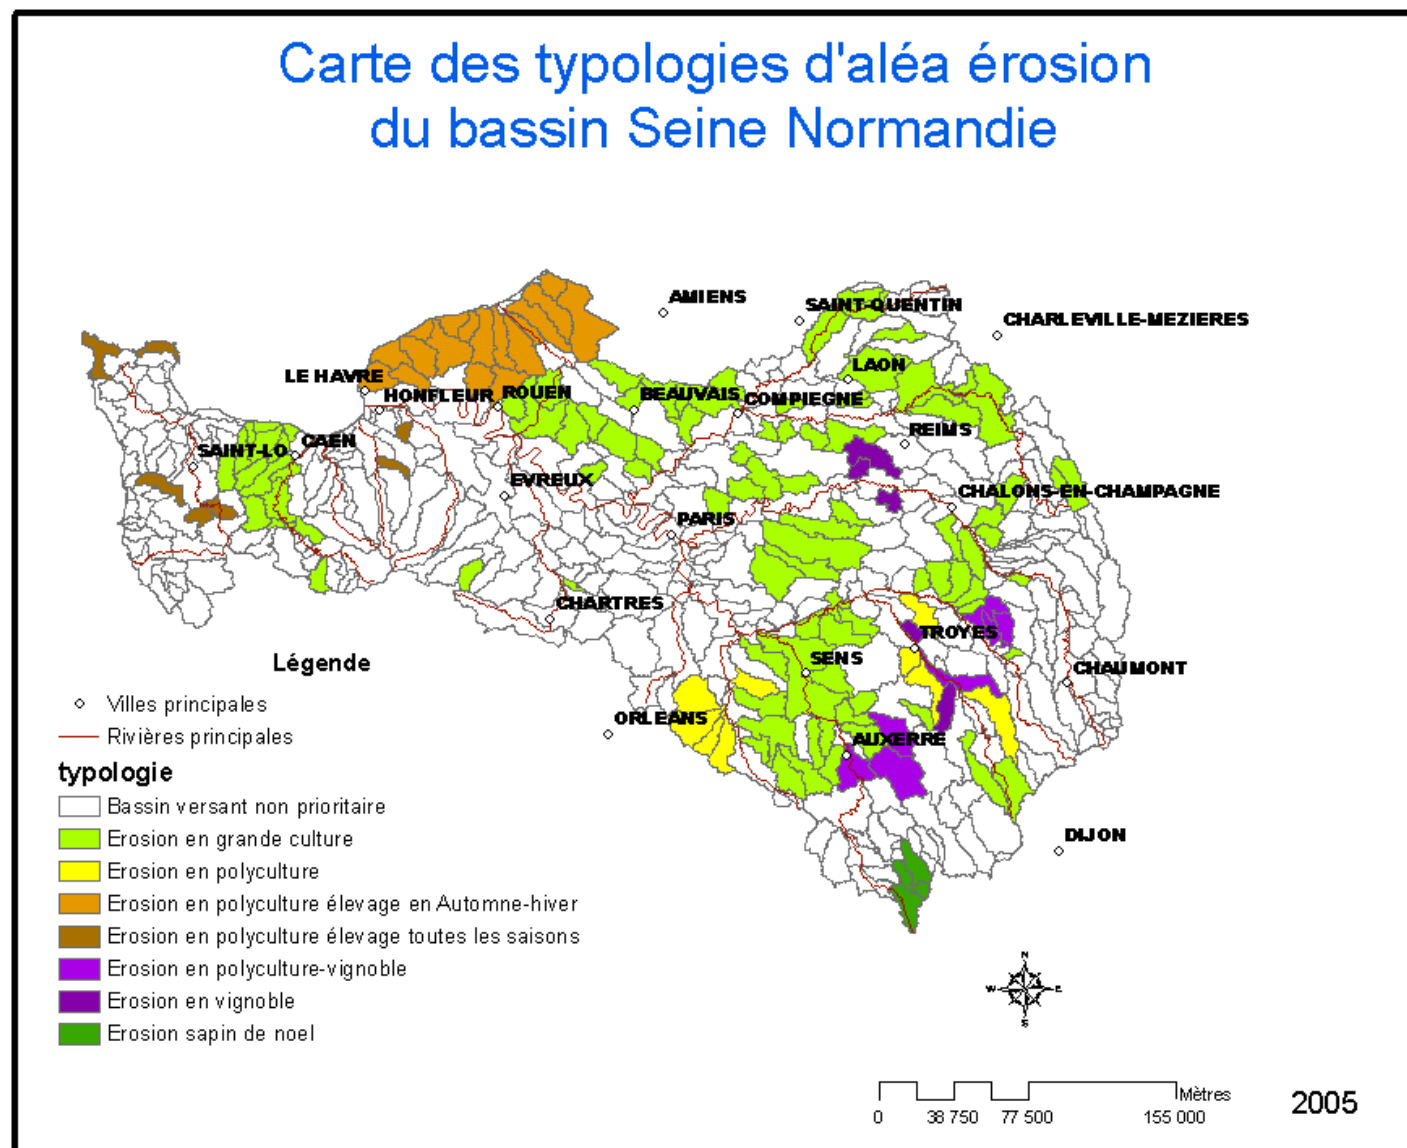 Carte des typologies d'aléa érosion
du bassin Seine Normandie
AMIENS
SAINT-QUENTIN
CHARLEVILLE-MEZIERES
LAON
LE HAVRE
HONFLEUR
ROUEN
BEAUVAIS
COMPIEGNE
REIMS
SAINT-LO
CAEN
EVREUX
CHALONS-EN-CHAMPAGNE
PARIS
CHARTRES
TROYES
SENS
CHAUMONT
ORLEANS
AUXERRE
DIJON
Légende
Villes principales
Rivières principales
typologie
Bassin versant non prioritaire
Erosion en grande culture
Erosion en polyculture
Erosion en polyculture élevage en Automne-hiver
Erosion en polyculture élevage toutes les saisons
Erosion en polyculture-vignoble
Erosion en vignoble
Erosion sapin de noel
N
W
E
S
Mètres
0 38 750 77 500 155 000
2005